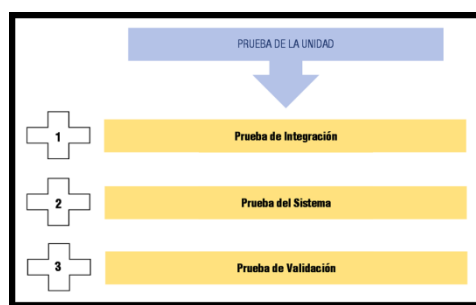 PRUEBA DE LA UNIDAD
1
Prueba de Integración
2
Prueba del Sistema
3
Prueba de Validación